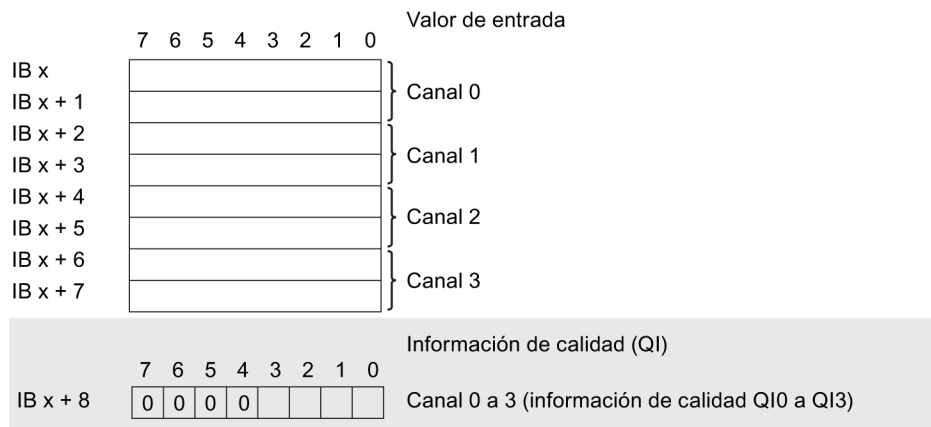 Valor de entrada
7 6 5 4 3 2 1 0
IB x
IB x + 1
Canal 0
IB x + 2
IB x + 3
Canal 1
IB x + 4
IB x + 5
Canal 2
IB x + 6
IB x + 7
Canal 3
Información de calidad (QI)
7 6 5 4 3 2 1 0
IB x + 8 0 0 0 0 Canal 0 a 3 (información de calidad QI0 a QI3)